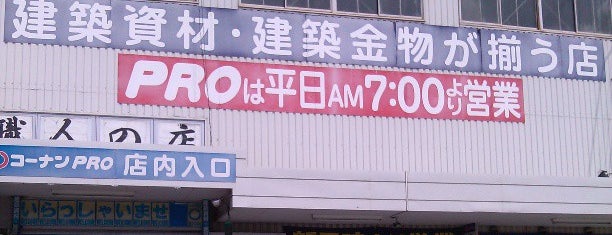 建築資材・建築金物が揃う店
PROは平日AM7:00より営業
職人の店
コーナンPRO 店内入口
いらっしゃいませ